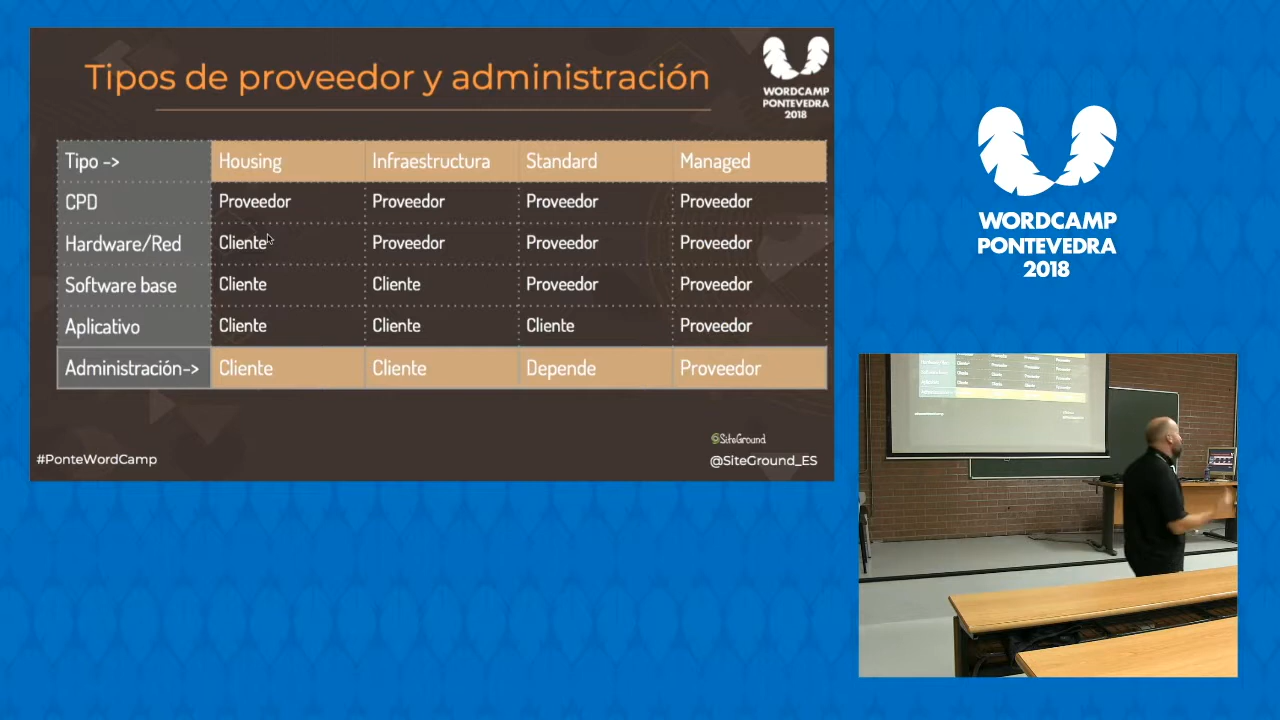 Tipos de proveedor y administración
WORDCAMP
PONTEVEDRA
2018
Tipo -> Housing Infraestructura Standard Managed
CPD Proveedor Proveedor Proveedor Proveedor
Hardware/Red Cliente Proveedor Proveedor Proveedor
Software base Cliente Cliente Proveedor Proveedor
Aplicativo Cliente Cliente Cliente Proveedor
Administración-> Cliente Cliente Depende Proveedor
SiteGround
#PonteWordCamp
@SiteGround_ES
WORDCAMP
PONTEVEDRA
2018